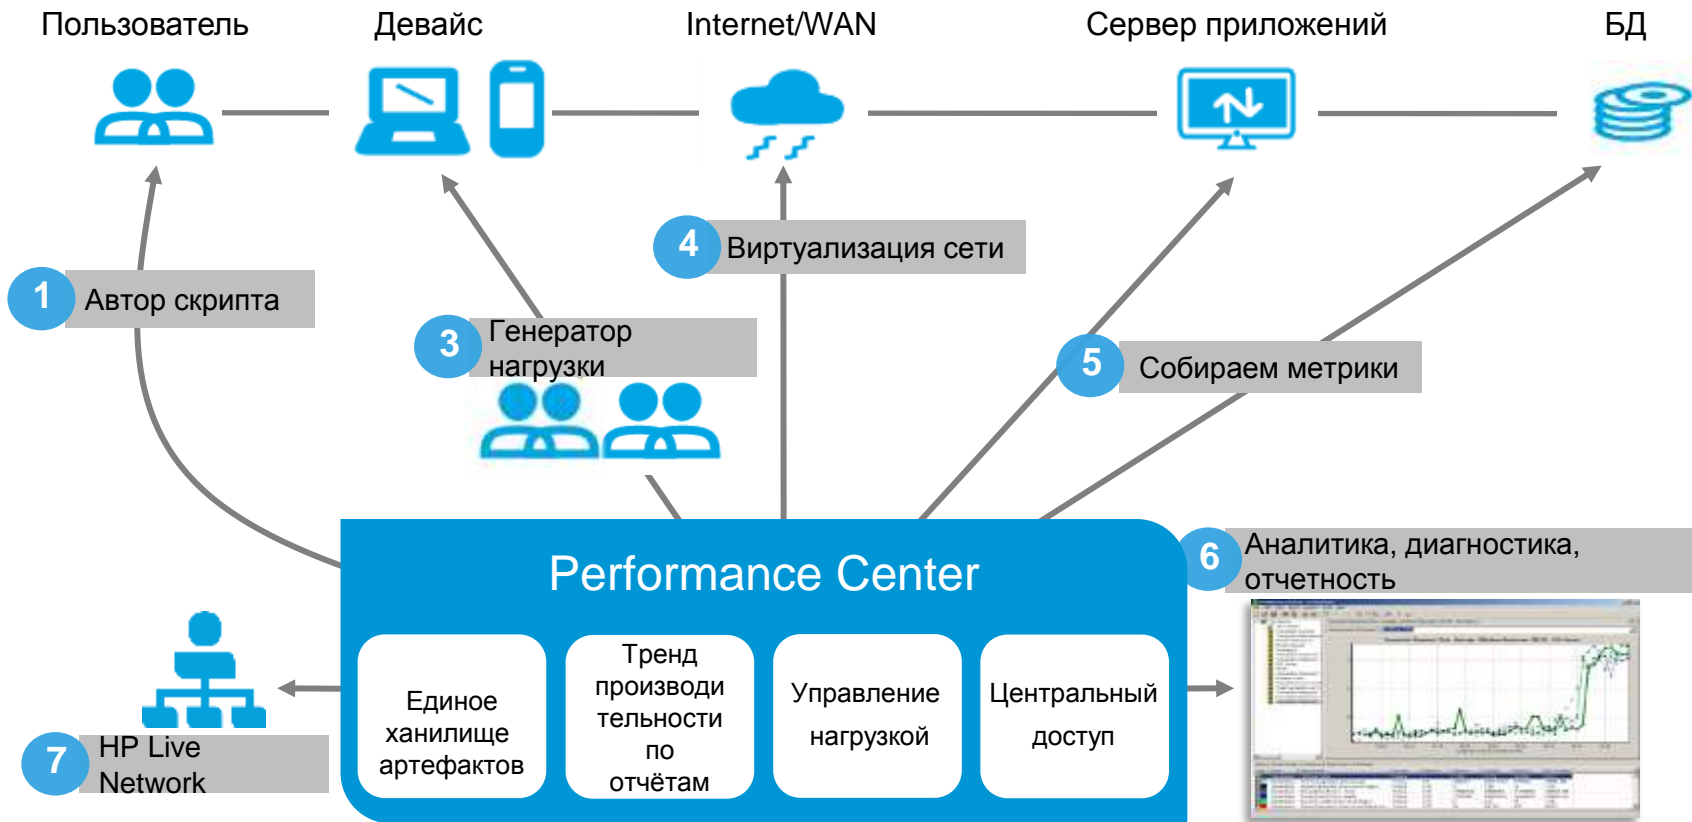 Пользователь
Девайс
Internet/WAN
Сервер приложений
БД
4
Виртуализация сети
1
Автор скрипта
3
Генератор
нагрузки
5
Собираем метрики
6
Аналитика, диагностика,
отчетность
Performance Center
Единое
ханилище
артефактов
Тренд
производи
тельности
по
отчётам
Управление
нагрузкой
Центральный
доступ
7
HP Live
Network